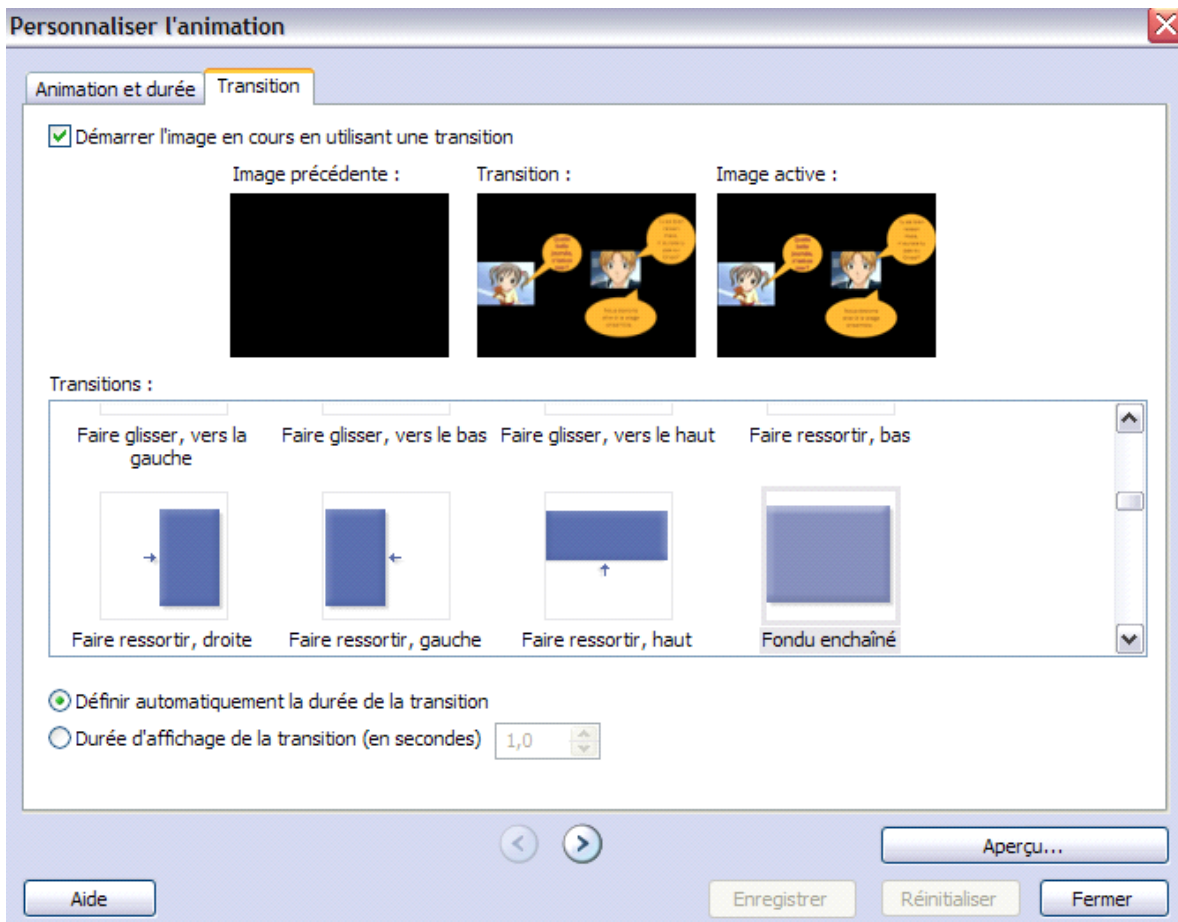 Personnaliser l'animation
Animation et durée
Transition
Démarrer l'image en cours en utilisant une transition
Image précédente :
Transition :
Image active :
Transitions :
Faire glisser, vers la
gauche
Faire glisser, vers le bas
Faire glisser, vers le haut
Faire ressortir, bas
Faire ressortir, droite
Faire ressortir, gauche
Faire ressortir, haut
Fondu enchaîné
Définir automatiquement la durée de la transition
Durée d'affichage de la transition (en secondes)
1,0
Aperçu...
Aide
Enregistrer
Réinitialiser
Fermer